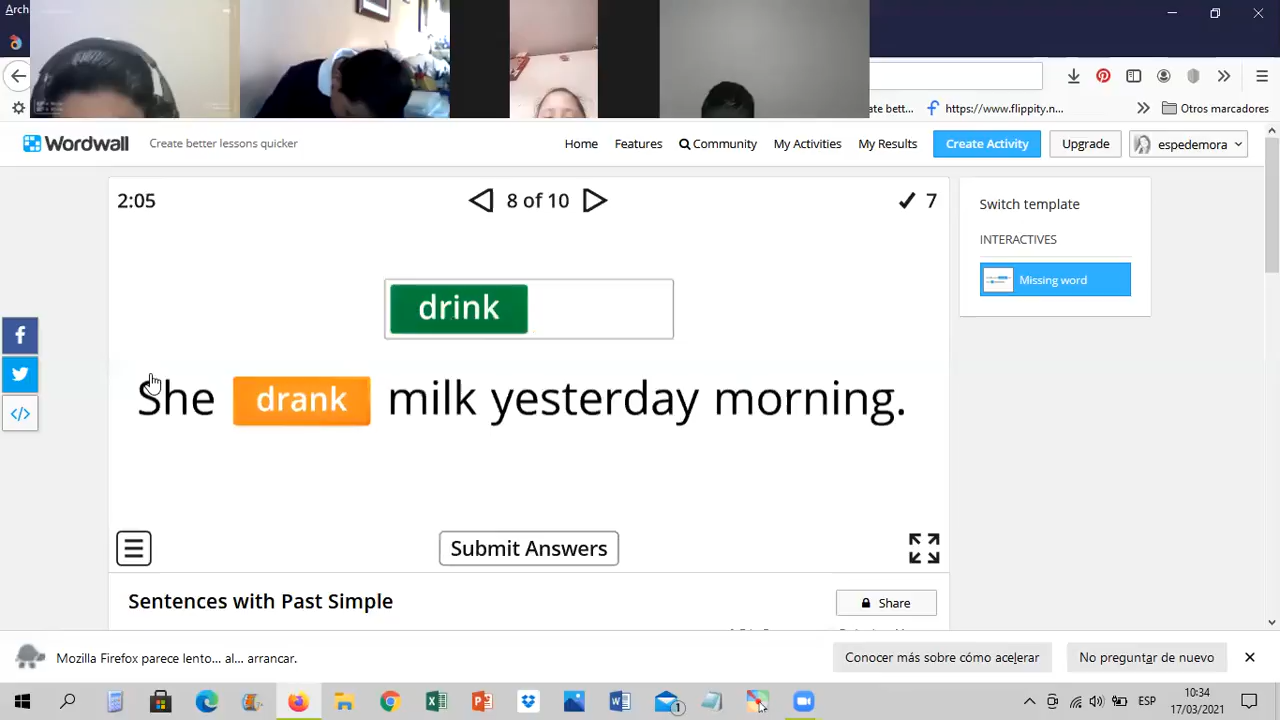 Arch
ate bett...
https://www.flippity.n...
Otros marcadores
Wordwall
Create better lessons quicker
Home
Features
Community
My Activities
My Results
Create Activity
Upgrade
espedemora
2:05
8 of 10
7
Switch template
INTERACTIVES
Missing word
drink
She drank milk yesterday morning.
Submit Answers
Sentences with Past Simple
Share
Mozilla Firefox parece lento... al... arrancar.
Conocer más sobre cómo acelerar
No preguntar de nuevo
1
ESP
10:34
17/03/2021